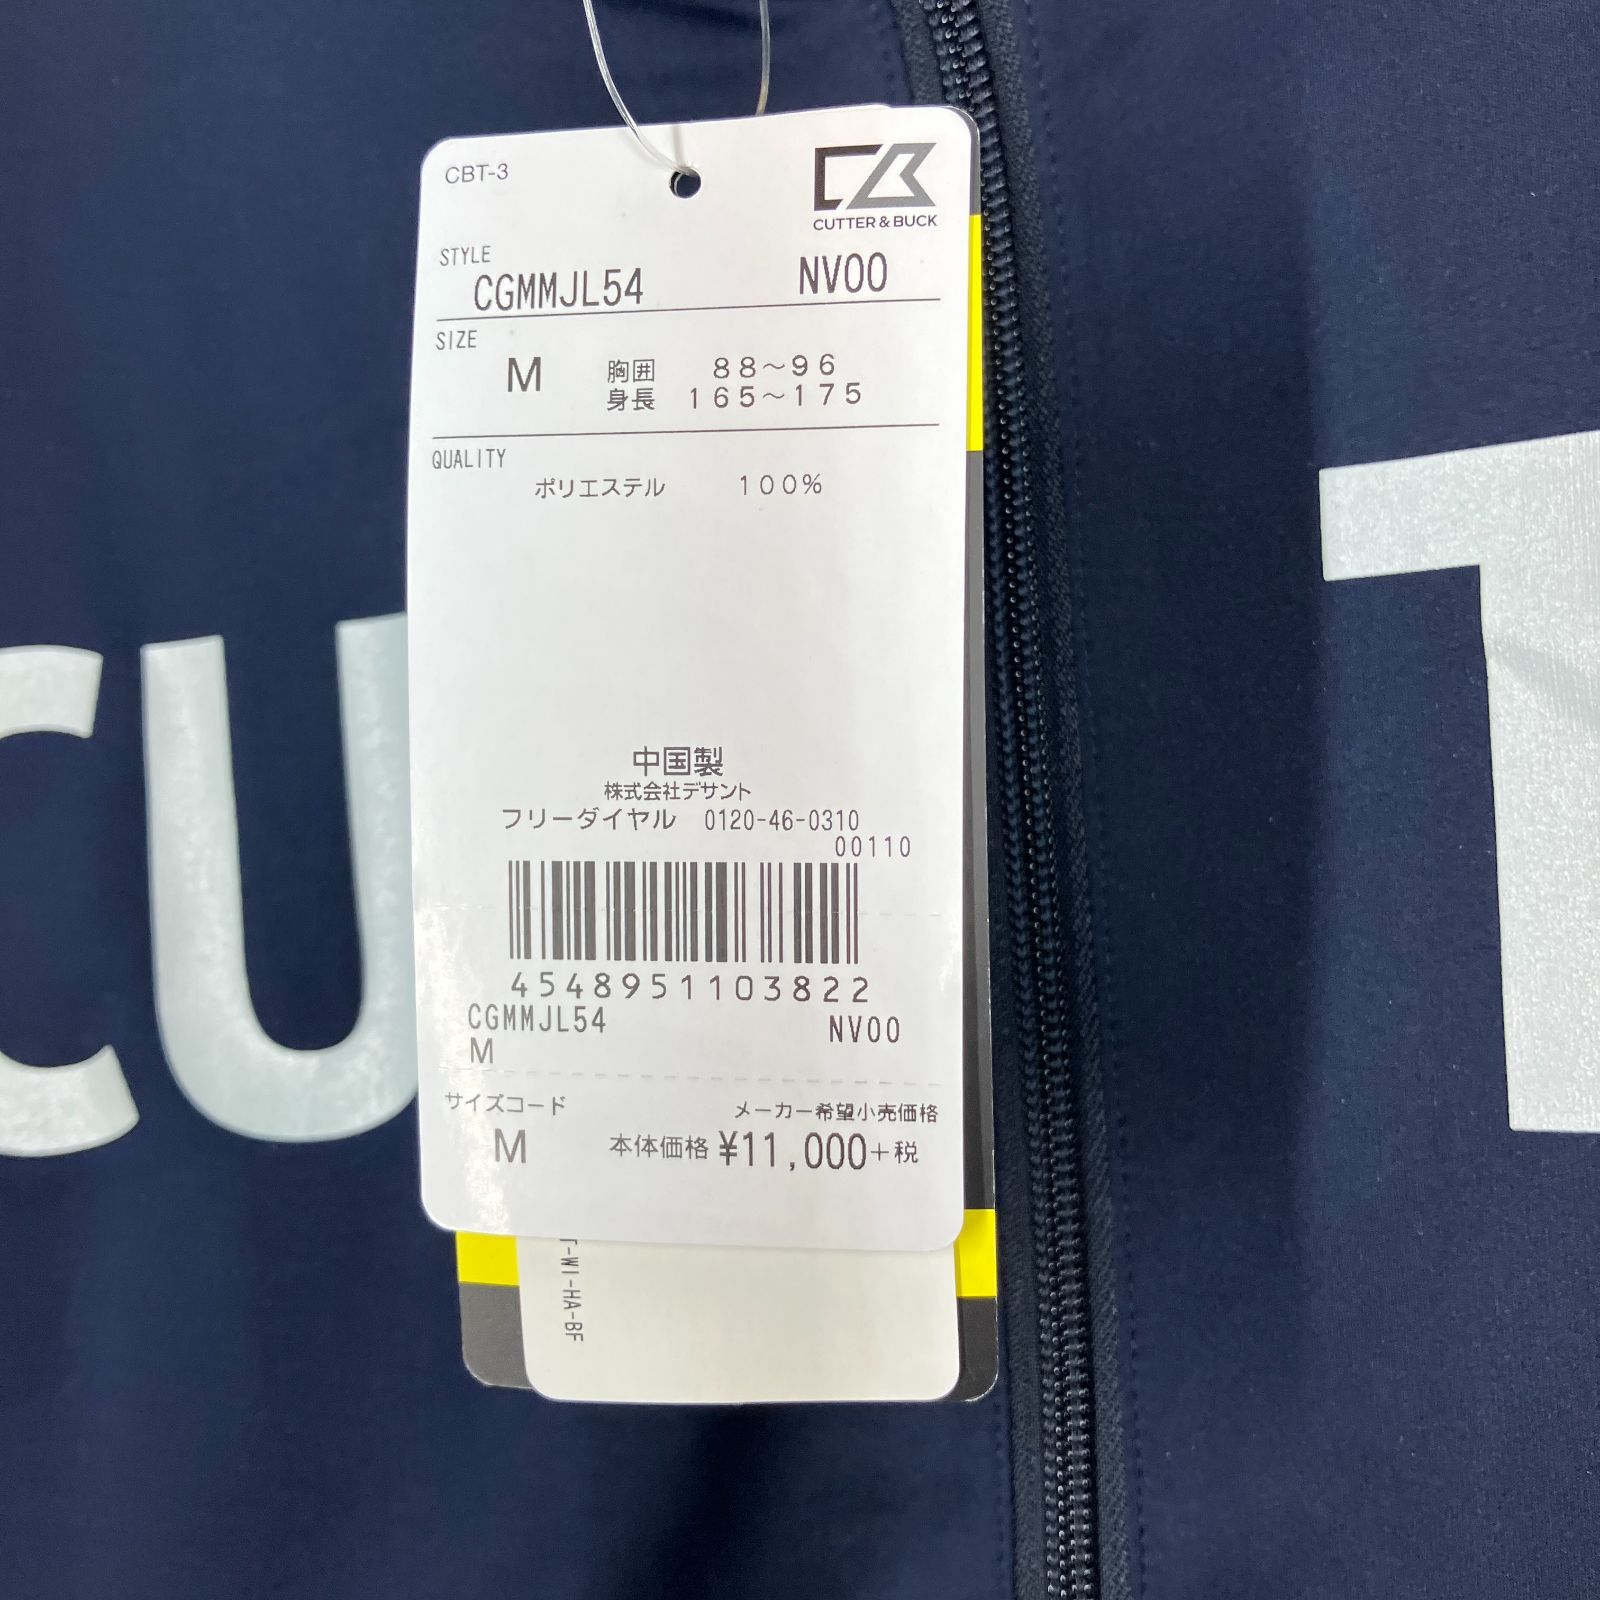 CBT-3
CUTTER & BUCK
STYLE
CGMMJL54 NV00
SIZE
M 胸囲 88～96
身長 165～175
QUALITY
ポリエステル 100%
中国製
株式会社デサント
フリーダイヤル 0120-46-0310
00110
4548951103822
CGMMJL54 NV00
M
サイズコード メーカー希望小売価格
M 本体価格 ¥11,000+税
T-WI-HA-BF
CU T